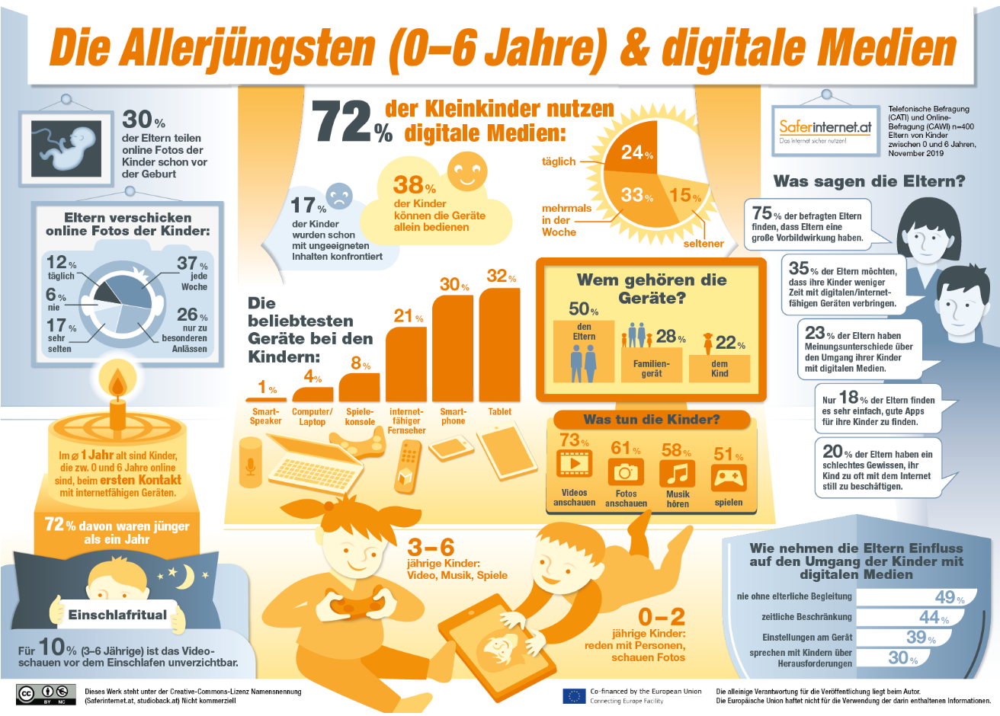 Die Allerjüngsten (0–6 Jahre) & digitale Medien
30%
der Eltern teilen
online Fotos der
Kinder schon vor
der Geburt
Eltern verschicken
online Fotos der Kinder:
12%
täglich
6%
nie
17%
sehr
selten
37%
jede
Woche
26%
nur zu
besonderen
Anlässen
Im ø 1 Jahr alt sind Kinder,
die zw. 0 und 6 Jahre online
sind, beim ersten Kontakt
mit internetfähigen Geräten.
72% davon waren jünger
als ein Jahr
Einschlafritual
Für 10% (3–6 Jährige) ist das Video-
schauen vor dem Einschlafen unverzichtbar.
72% der Kleinkinder nutzen
digitale Medien:
täglich
24%
33%
15%
mehrmals
in der
Woche
seltener
17%
der Kinder
wurden schon
mit ungeeigneten
Inhalten konfrontiert
38%
der Kinder
können die Geräte
allein bedienen
Die
beliebtesten
Geräte bei den
Kindern:
1%
4%
8%
21%
30%
32%
Smart-
Speaker
Computer/
Laptop
Spiele-
konsole
internet-
fähiger
Fernseher
Smart-
phone
Tablet
Wem gehören die
Geräte?
50%
den
Eltern
28%
Familien-
gerät
22%
dem
Kind
Was tun die Kinder?
73%
Videos
anschauen
61%
Fotos
anschauen
58%
Musik
hören
51%
spielen
3–6
jährige Kinder:
Video, Musik, Spiele
0–2
jährige Kinder:
reden mit Personen,
schauen Fotos
Saferinternet.at
Das Internet sicher nutzen!
Telefonische Befragung
(CATI) und Online-
Befragung (CAWI) n=400
Eltern von Kinder
zwischen 0 und 6 Jahren,
November 2019
Was sagen die Eltern?
75% der befragten Eltern
finden, dass Eltern eine
große Vorbildwirkung haben.
35% der Eltern möchten,
dass ihre Kinder weniger
Zeit mit digitalen/internet-
fähigen Geräten verbringen.
23% der Eltern haben
Meinungsunterschiede über
den Umgang ihrer Kinder
mit digitalen Medien.
Nur 18% der Eltern finden
es sehr einfach, gute Apps
für ihre Kinder zu finden.
20% der Eltern haben ein
schlechtes Gewissen, ihr
Kind zu oft mit dem Internet
still zu beschäftigen.
Wie nehmen die Eltern Einfluss
auf den Umgang der Kinder mit
digitalen Medien
nie ohne elterliche Begleitung 49%
zeitliche Beschränkung 44%
Einstellungen am Gerät 39%
sprechen mit Kindern über
Herausforderungen 30%
cc BY NC
Dieses Werk steht unter der Creative-Commons-Lizenz Namensnennung
(Saferinternet.at, studioback.at) Nicht kommerziell
Co-financed by the European Union
Connecting Europe Facility
Die alleinige Verantwortung für die Veröffentlichung liegt beim Autor.
Die Europäische Union haftet nicht für die Verwendung der darin enthaltenen Informationen.